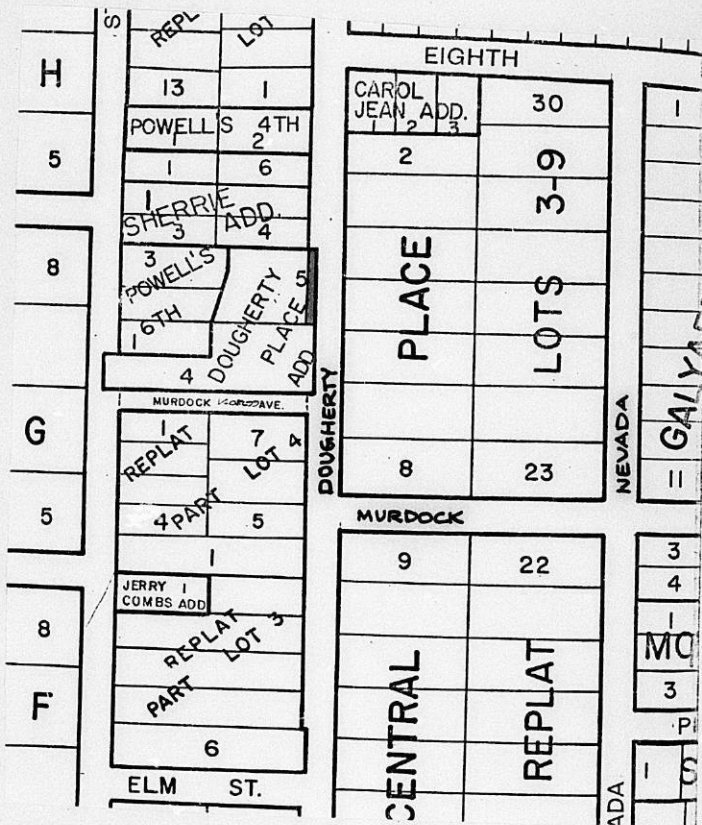 S
H
5
8
G
5
8
F
REPL LOT
13 1
POWELL'S 4TH
1 2
1 6
1
SHERRIE ADD.
3 4
3
POWELL'S
6TH
1
5
DOUGHERTY
PLACE
ADD
4
MURDOCK AVE.
1 7
REPLAT LOT 4
PART
4 5
1
JERRY 1
COMBS ADD
REPLAT LOT 3
PART
6
ELM ST.
EIGHTH
CAROL
JEAN ADD.
1 2 3
30
2
PLACE
LOTS 3-9
8 23
DOUGHERTY
NEVADA
MURDOCK
9 22
CENTRAL
REPLAT
1
11
3
4
1
MC
3
P
1 S
ADA